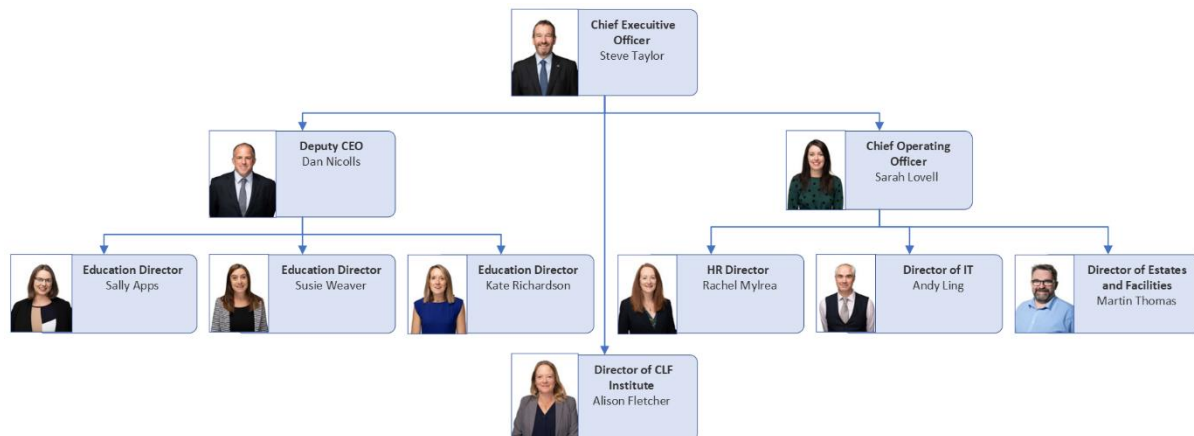 Chief Executive
Officer
Steve Taylor
Deputy CEO
Dan Nicolls
Chief Operating
Officer
Sarah Lovell
Education Director
Sally Apps
Education Director
Susie Weaver
Education Director
Kate Richardson
HR Director
Rachel Mylrea
Director of IT
Andy Ling
Director of Estates
and Facilities
Martin Thomas
Director of CLF
Institute
Alison Fletcher